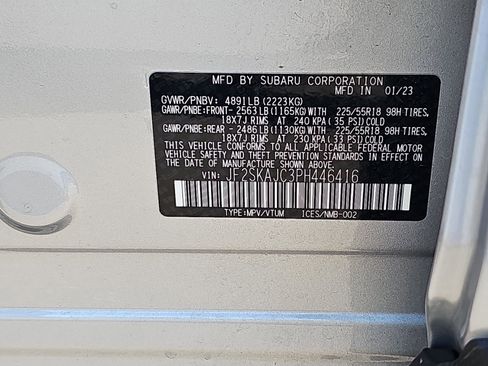 MFD BY SUBARU CORPORATION
MFD IN 01/23
GVWR/PNBV: 4891LB (2223KG)
GAWR/PNBE:FRONT- 2563LB (1165KG)WITH 225/55R18 98H TIRES,
18X7J RIMS AT 240 KPA (35 PSI)COLD
GAWR/PNBE:REAR - 2486LB (1130KG)WITH 225/55R18 98H TIRES,
18X7J RIMS AT 230 KPA (33 PSI)COLD
THIS VEHICLE CONFORMS TO ALL APPLICABLE FEDERAL MOTOR
VEHICLE SAFETY, BUMPER, AND THEFT PREVENTION STANDARDS IN EFFECT ON
THE DATE OF MANUFACTURE SHOWN ABOVE.
VIN: JF2SKAJC3PH446416
TYPE:MPV/VTUM ICES/NMB-002